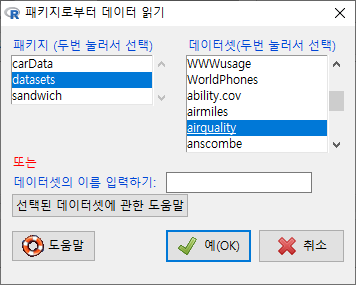 패키지로부터 데이터 읽기
패키지 (두번 눌러서 선택)
carData
datasets
sandwich
데이터셋(두번 눌러서 선택)
WWWusage
WorldPhones
ability.cov
airmiles
airquality
anscombe
또는
데이터셋의 이름 입력하기:
선택된 데이터셋에 관한 도움말
도움말
예(OK)
취소